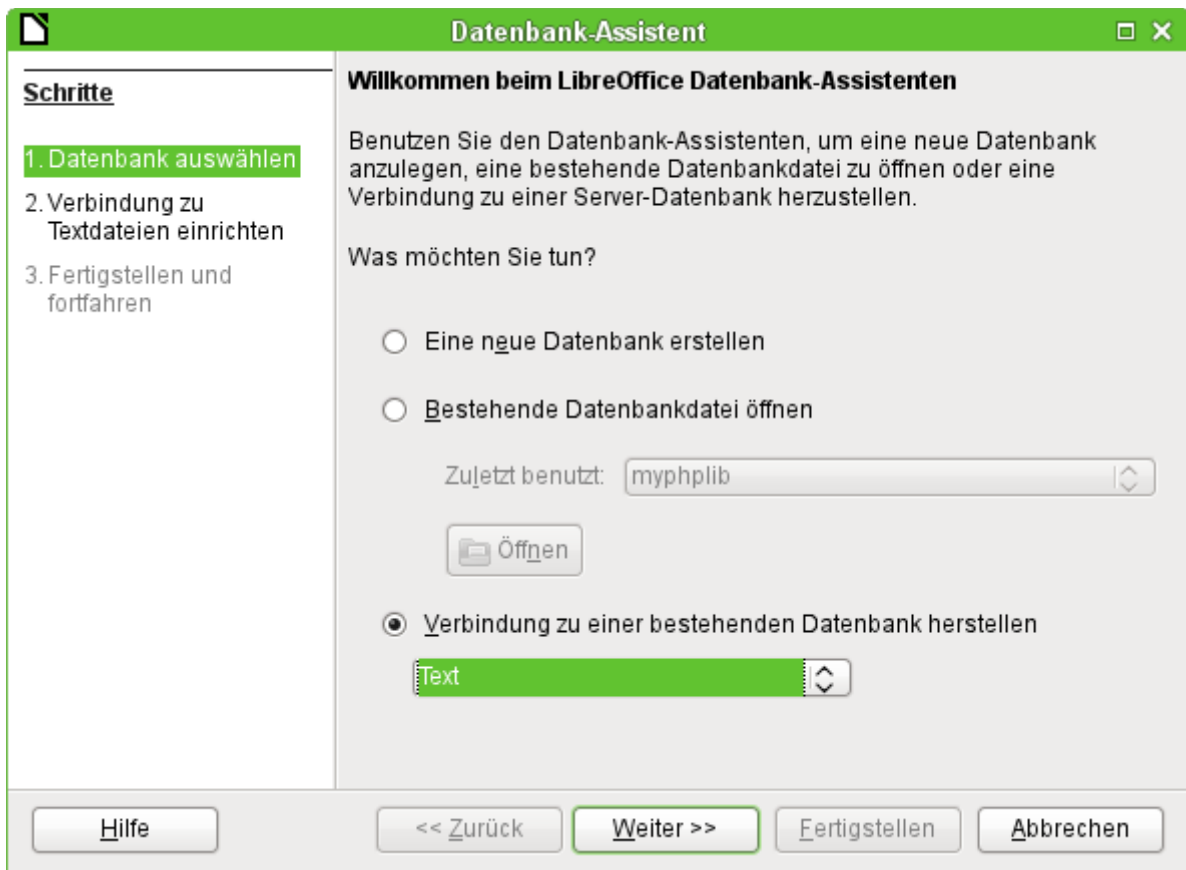 Datenbank-Assistent
Schritte
1. Datenbank auswählen
2. Verbindung zu
Textdateien einrichten
3. Fertigstellen und
fortfahren
Willkommen beim LibreOffice Datenbank-Assistenten
Benutzen Sie den Datenbank-Assistenten, um eine neue Datenbank
anzulegen, eine bestehende Datenbankdatei zu öffnen oder eine
Verbindung zu einer Server-Datenbank herzustellen.
Was möchten Sie tun?
Eine neue Datenbank erstellen
Bestehende Datenbankdatei öffnen
Zuletzt benutzt: myphplib
Öffnen
Verbindung zu einer bestehenden Datenbank herstellen
Text
Hilfe << Zurück Weiter >> Fertigstellen Abbrechen